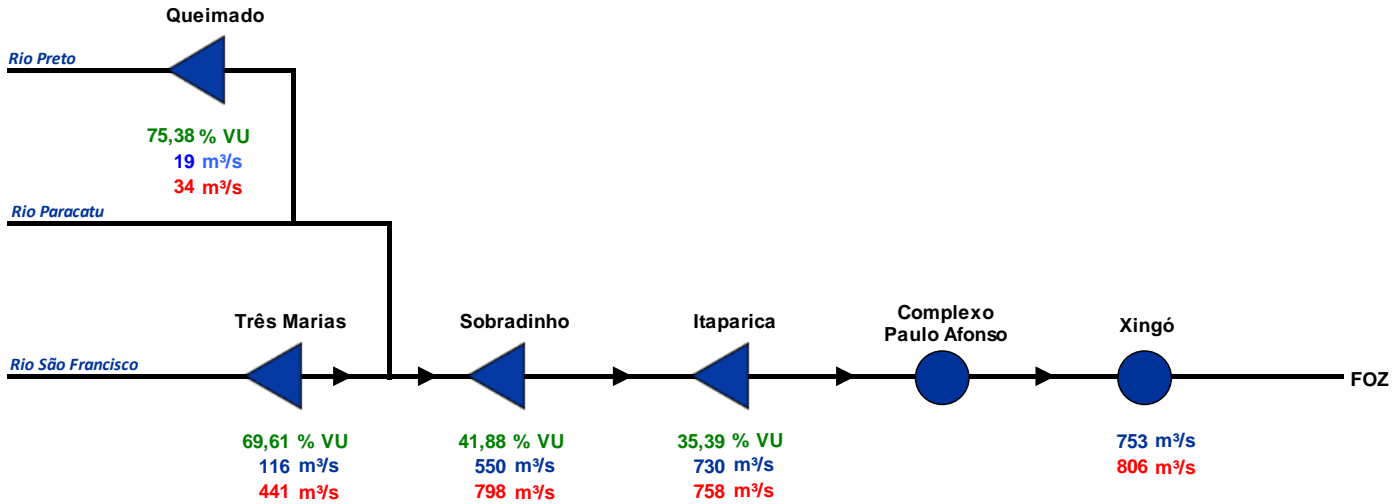 Queimado
Rio Preto
75,38 % VU
19 m³/s
34 m³/s
Rio Paracatu
Três Marias
Sobradinho
Itaparica
Complexo
Paulo Afonso
Xingó
Rio São Francisco
FOZ
69,61 % VU
116 m³/s
441 m³/s
41,88 % VU
550 m³/s
798 m³/s
35,39 % VU
730 m³/s
758 m³/s
753 m³/s
806 m³/s